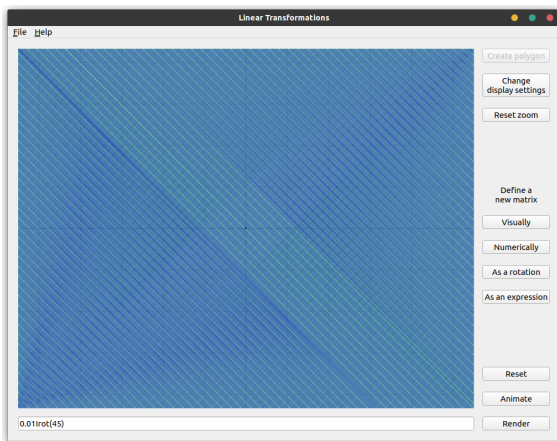 Linear Transformations
File Help
Create polygon
Change
display settings
Reset zoom
Define a
new matrix
Visually
Numerically
As a rotation
As an expression
Reset
Animate
0.01Irot(45)
Render